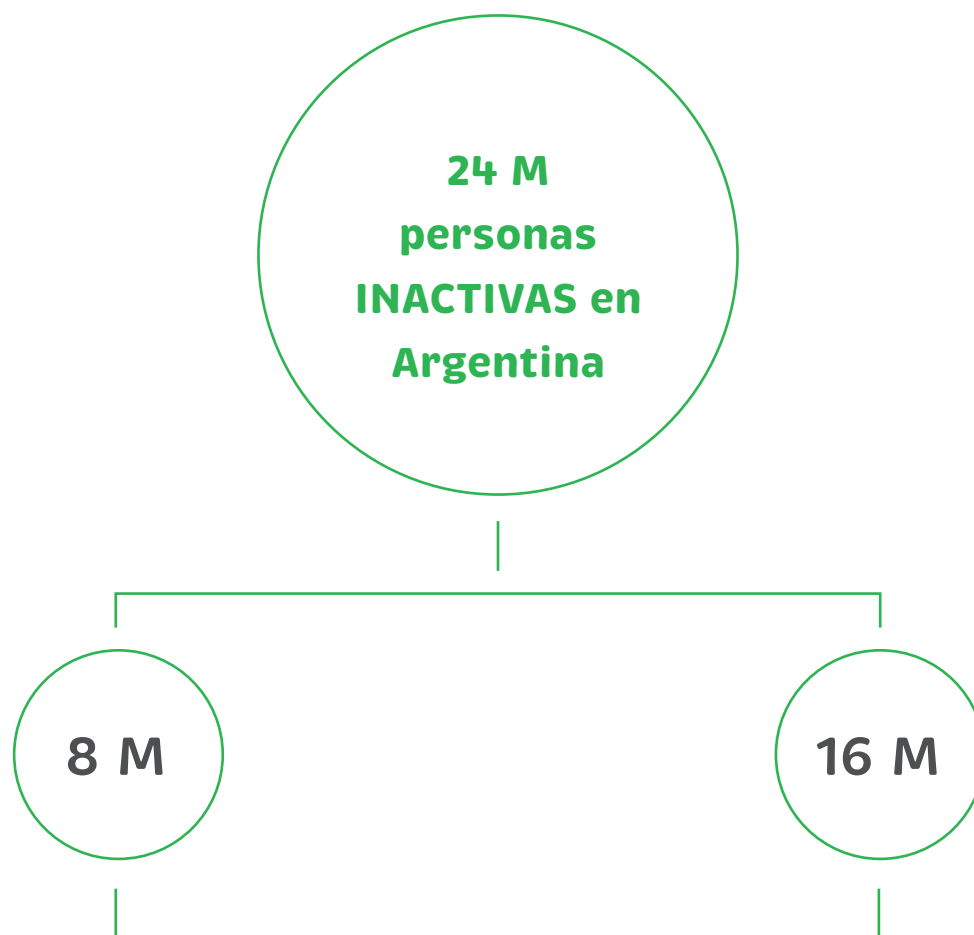 24 M
personas
INACTIVAS en
Argentina
8 M
16 M